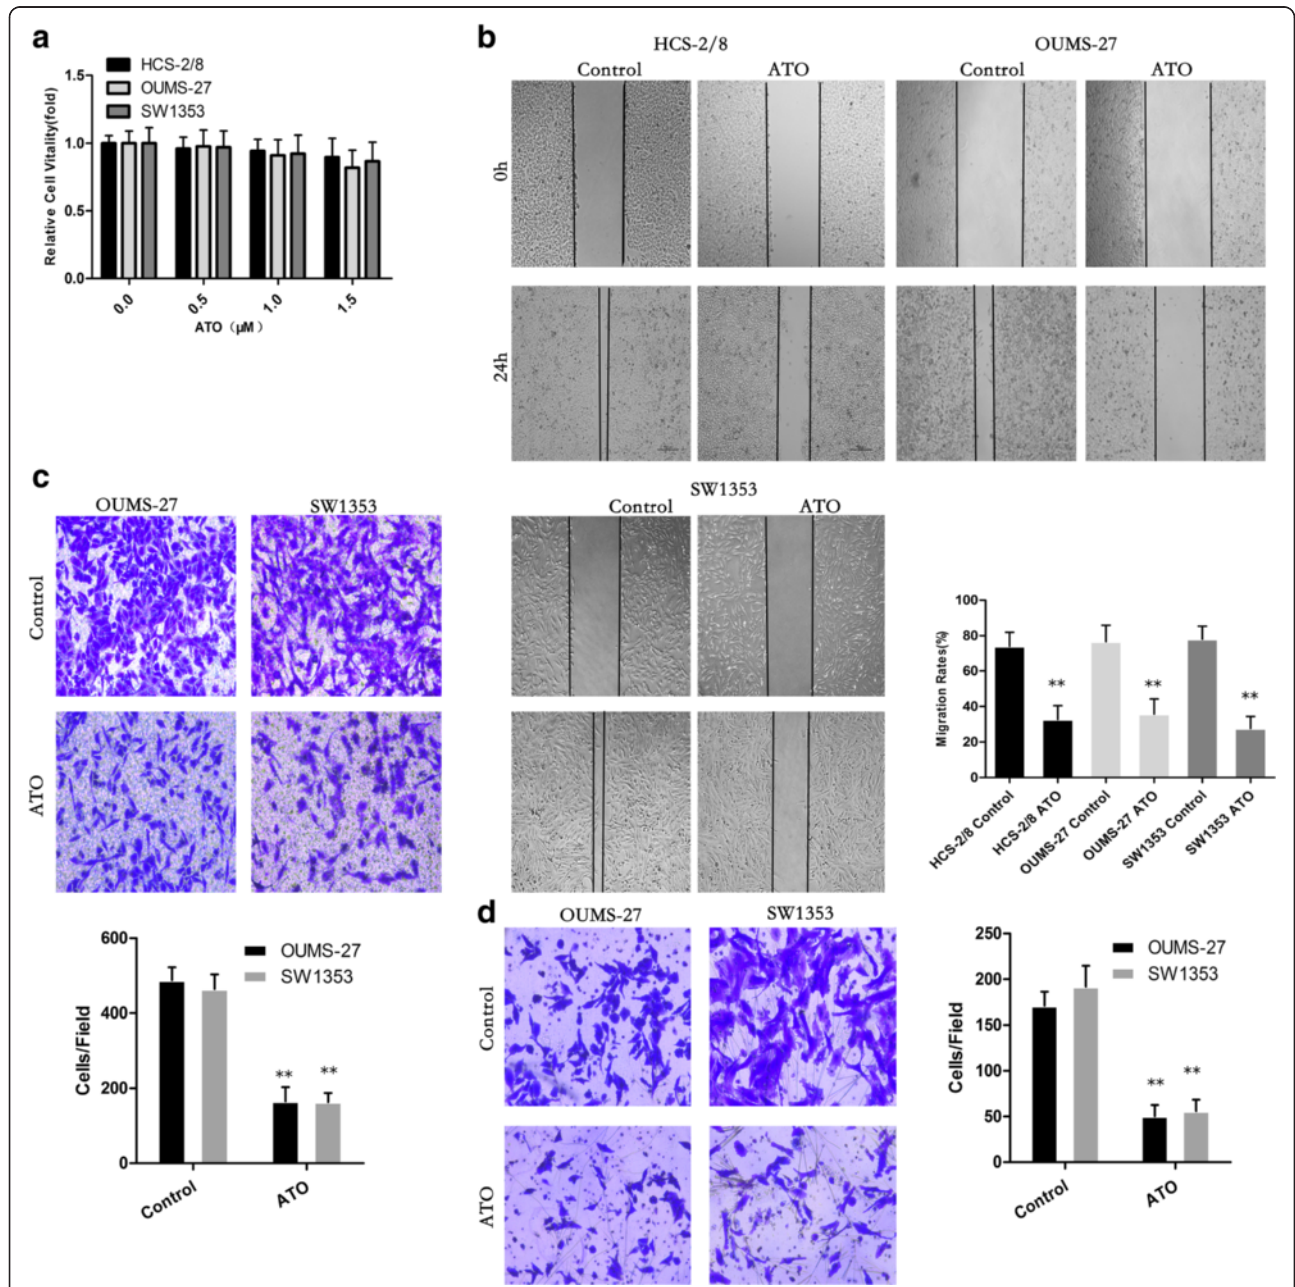 a
HCS-2/8
OUMS-27
SW1353
Relative Cell Vitality(fold)
1.5
1.0
0.5
0.0
0.0 0.5 1.0 1.5
ATO（μM）
b
HCS-2/8 OUMS-27
Control ATO Control ATO
0h
24h
SW1353
Control ATO
Migration Rates(%)
100
80
60
40
20
0
** ** **
HCS-2/8 Control
HCS-2/8 ATO
OUMS-27 Control
OUMS-27 ATO
SW1353 Control
SW1353 ATO
c
OUMS-27 SW1353
Control
ATO
Cells/Field
600
400
200
0
OUMS-27
SW1353
** **
Control ATO
d
OUMS-27 SW1353
Control
ATO
Cells/Field
250
200
150
100
50
0
OUMS-27
SW1353
** **
Control ATO